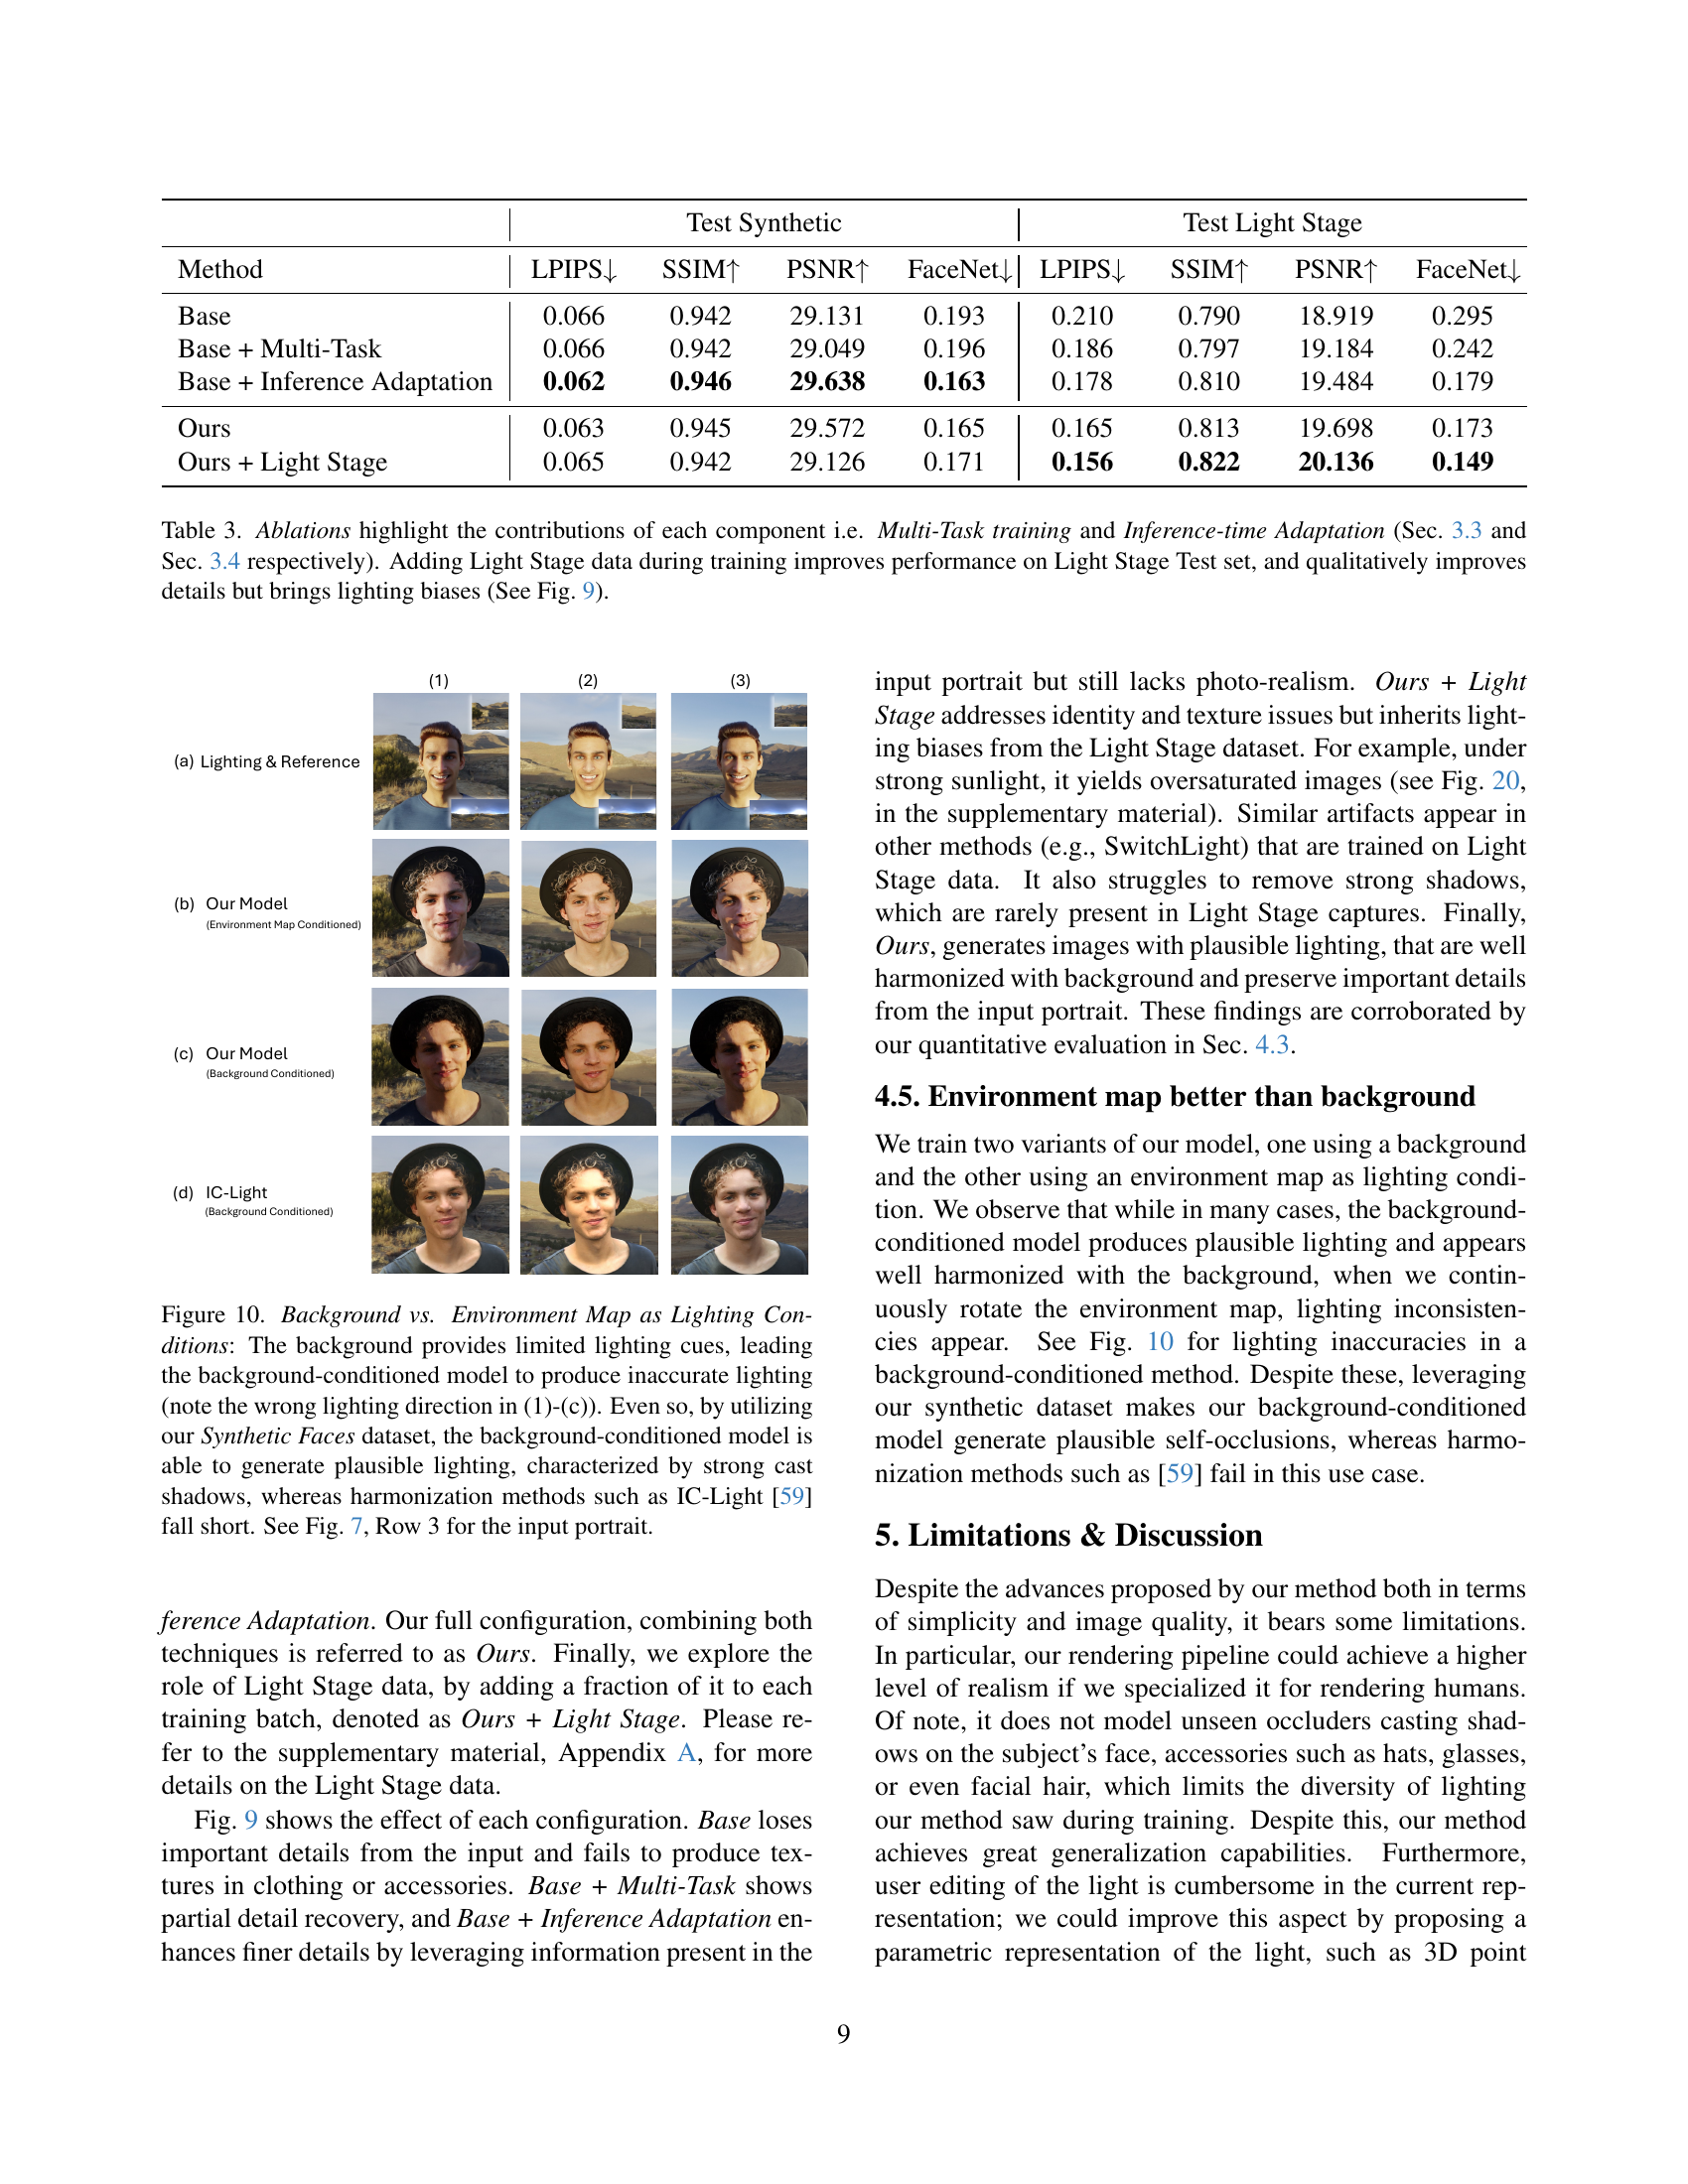 Test Synthetic Test Light Stage
Method LPIPS↓ SSIM↑ PSNR↑ FaceNet↓ LPIPS↓ SSIM↑ PSNR↑ FaceNet↓
Base 0.066 0.942 29.131 0.193 0.210 0.790 18.919 0.295
Base + Multi-Task 0.066 0.942 29.049 0.196 0.186 0.797 19.184 0.242
Base + Inference Adaptation 0.062 0.946 29.638 0.163 0.178 0.810 19.484 0.179
Ours 0.063 0.945 29.572 0.165 0.165 0.813 19.698 0.173
Ours + Light Stage 0.065 0.942 29.126 0.171 0.156 0.822 20.136 0.149
Table 3. Ablations highlight the contributions of each component i.e. Multi-Task training and Inference-time Adaptation (Sec. 3.3 and
Sec. 3.4 respectively). Adding Light Stage data during training improves performance on Light Stage Test set, and qualitatively improves
details but brings lighting biases (See Fig. 9).
(1) (2) (3)
(a) Lighting & Reference
(b) Our Model
(Environment Map Conditioned)
(c) Our Model
(Background Conditioned)
(d) IC-Light
(Background Conditioned)
Figure 10. Background vs. Environment Map as Lighting Con-
ditions: The background provides limited lighting cues, leading
the background-conditioned model to produce inaccurate lighting
(note the wrong lighting direction in (1)-(c)). Even so, by utilizing
our Synthetic Faces dataset, the background-conditioned model is
able to generate plausible lighting, characterized by strong cast
shadows, whereas harmonization methods such as IC-Light [59]
fall short. See Fig. 7, Row 3 for the input portrait.
ference Adaptation. Our full configuration, combining both
techniques is referred to as Ours. Finally, we explore the
role of Light Stage data, by adding a fraction of it to each
training batch, denoted as Ours + Light Stage. Please re-
fer to the supplementary material, Appendix A, for more
details on the Light Stage data.
Fig. 9 shows the effect of each configuration. Base loses
important details from the input and fails to produce tex-
tures in clothing or accessories. Base + Multi-Task shows
partial detail recovery, and Base + Inference Adaptation en-
hances finer details by leveraging information present in the
input portrait but still lacks photo-realism. Ours + Light
Stage addresses identity and texture issues but inherits light-
ing biases from the Light Stage dataset. For example, under
strong sunlight, it yields oversaturated images (see Fig. 20,
in the supplementary material). Similar artifacts appear in
other methods (e.g., SwitchLight) that are trained on Light
Stage data. It also struggles to remove strong shadows,
which are rarely present in Light Stage captures. Finally,
Ours, generates images with plausible lighting, that are well
harmonized with background and preserve important details
from the input portrait. These findings are corroborated by
our quantitative evaluation in Sec. 4.3.
4.5. Environment map better than background
We train two variants of our model, one using a background
and the other using an environment map as lighting condi-
tion. We observe that while in many cases, the background-
conditioned model produces plausible lighting and appears
well harmonized with the background, when we contin-
uously rotate the environment map, lighting inconsisten-
cies appear. See Fig. 10 for lighting inaccuracies in a
background-conditioned method. Despite these, leveraging
our synthetic dataset makes our background-conditioned
model generate plausible self-occlusions, whereas harmo-
nization methods such as [59] fail in this use case.
5. Limitations & Discussion
Despite the advances proposed by our method both in terms
of simplicity and image quality, it bears some limitations.
In particular, our rendering pipeline could achieve a higher
level of realism if we specialized it for rendering humans.
Of note, it does not model unseen occluders casting shad-
ows on the subject's face, accessories such as hats, glasses,
or even facial hair, which limits the diversity of lighting
our method saw during training. Despite this, our method
achieves great generalization capabilities. Furthermore,
user editing of the light is cumbersome in the current rep-
resentation; we could improve this aspect by proposing a
parametric representation of the light, such as 3D point
9